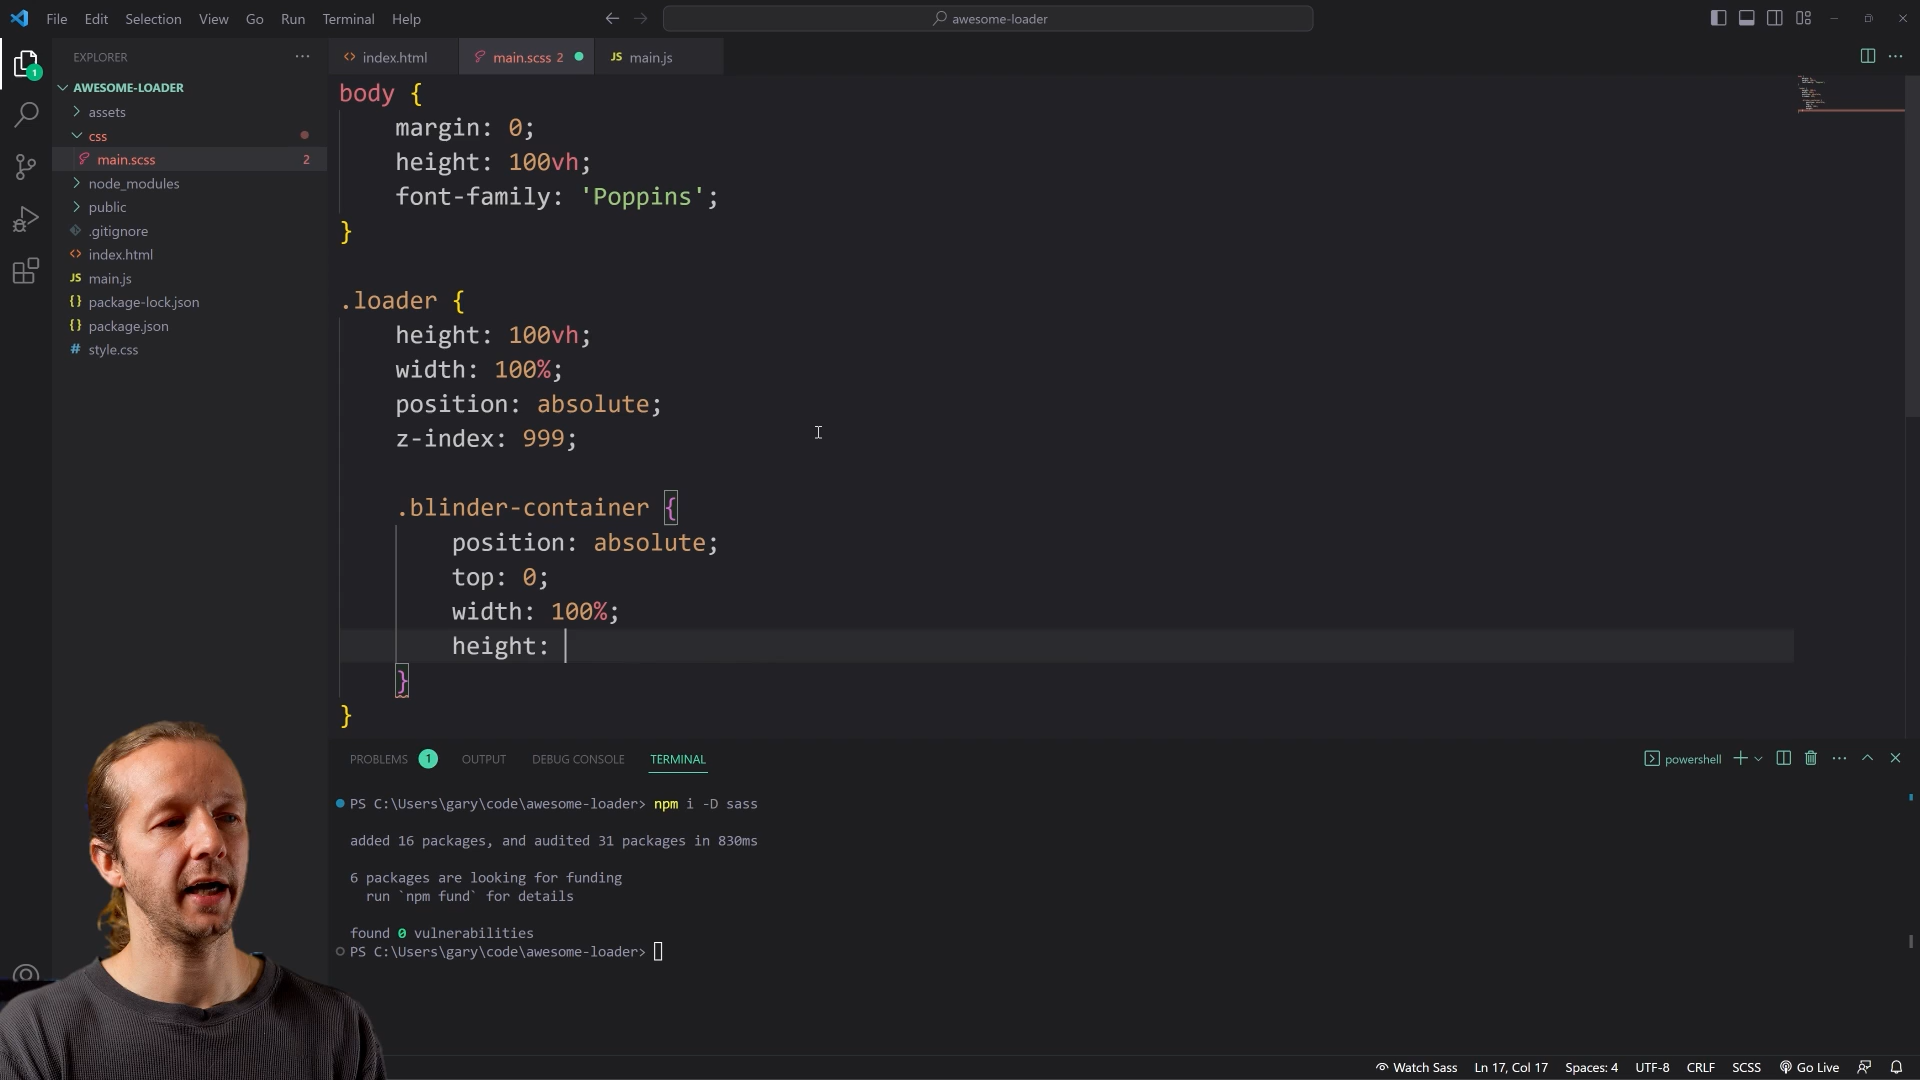 File Edit Selection View Go Run Terminal Help
awesome-loader
EXPLORER
index.html
main.scss 2
JS main.js
AWESOME-LOADER
assets
css
main.scss 2
node_modules
public
.gitignore
index.html
JS main.js
{} package-lock.json
{} package.json
# style.css
1
body {
margin: 0;
height: 100vh;
font-family: 'Poppins';
}
.loader {
height: 100vh;
width: 100%;
position: absolute;
z-index: 999;
.blinder-container {
position: absolute;
top: 0;
width: 100%;
height:
}
}
PROBLEMS 1 OUTPUT DEBUG CONSOLE TERMINAL
powershell
PS C:\Users\gary\code\awesome-loader> npm i -D sass
added 16 packages, and audited 31 packages in 830ms
6 packages are looking for funding
run `npm fund` for details
found 0 vulnerabilities
PS C:\Users\gary\code\awesome-loader>
Watch Sass Ln 17, Col 17 Spaces: 4 UTF-8 CRLF SCSS Go Live